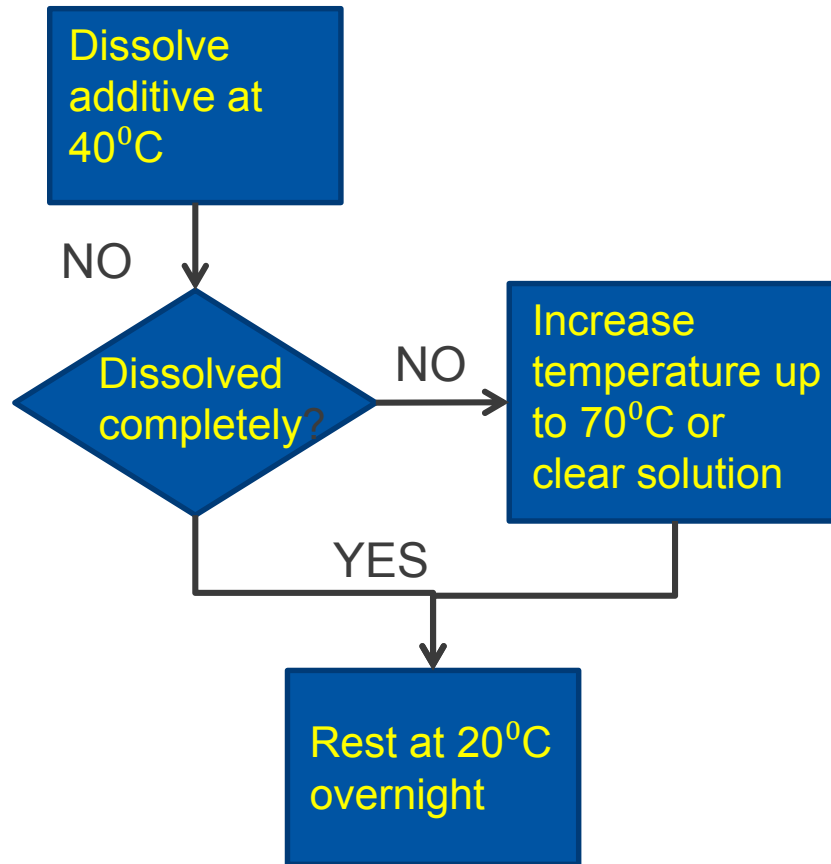 Dissolve
additive at
40⁰C
NO
Dissolved
completely?
NO
Increase
temperature up
to 70⁰C or
clear solution
YES
Rest at 20⁰C
overnight